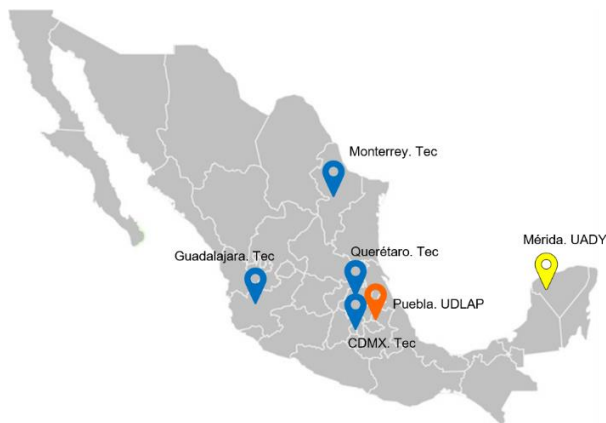 Monterrey. Tec
Guadalajara. Tec
Querétaro. Tec
Mérida. UADY
Puebla. UDLAP
CDMX. Tec